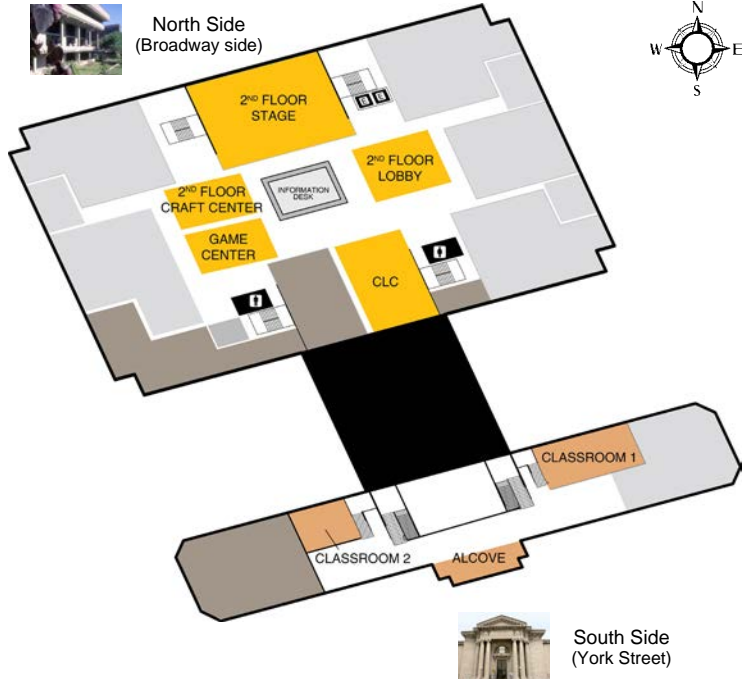 North Side
(Broadway side)
N
W
E
S
2ND FLOOR
STAGE
2ND FLOOR
LOBBY
2ND FLOOR
CRAFT CENTER
INFORMATION
DESK
GAME
CENTER
CLC
CLASSROOM 1
CLASSROOM 2
ALCOVE
South Side
(York Street)